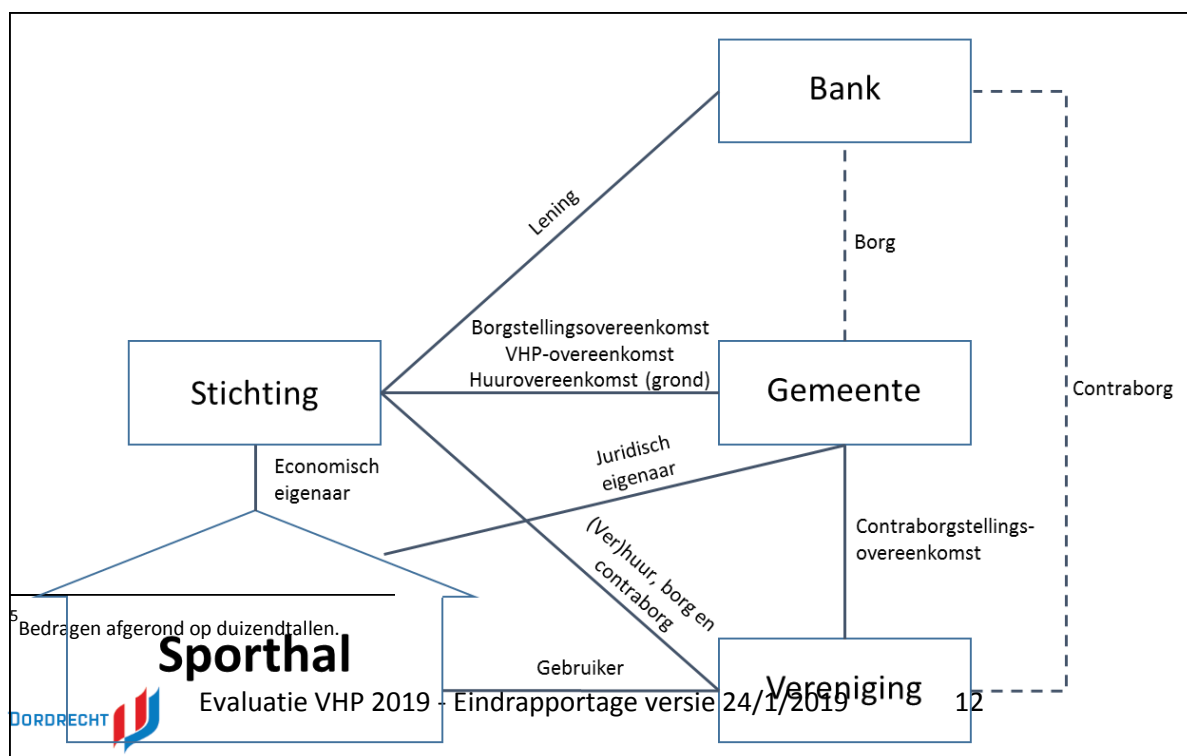 Bank
Lening
Borg
Borgstellingsovereenkomst
VHP-overeenkomst
Huurovereenkomst (grond)
Stichting
Gemeente
Contraborg
Economisch
eigenaar
Juridisch
eigenaar
(Ver)huur, borg en
contraborg
Contraborgstellings-
overeenkomst
5 Bedragen afgerond op duizendtallen.
Sporthal
Gebruiker
Vereniging
DORDRECHT
Evaluatie VHP 2019 - Eindrapportage versie 24/1/2019 12